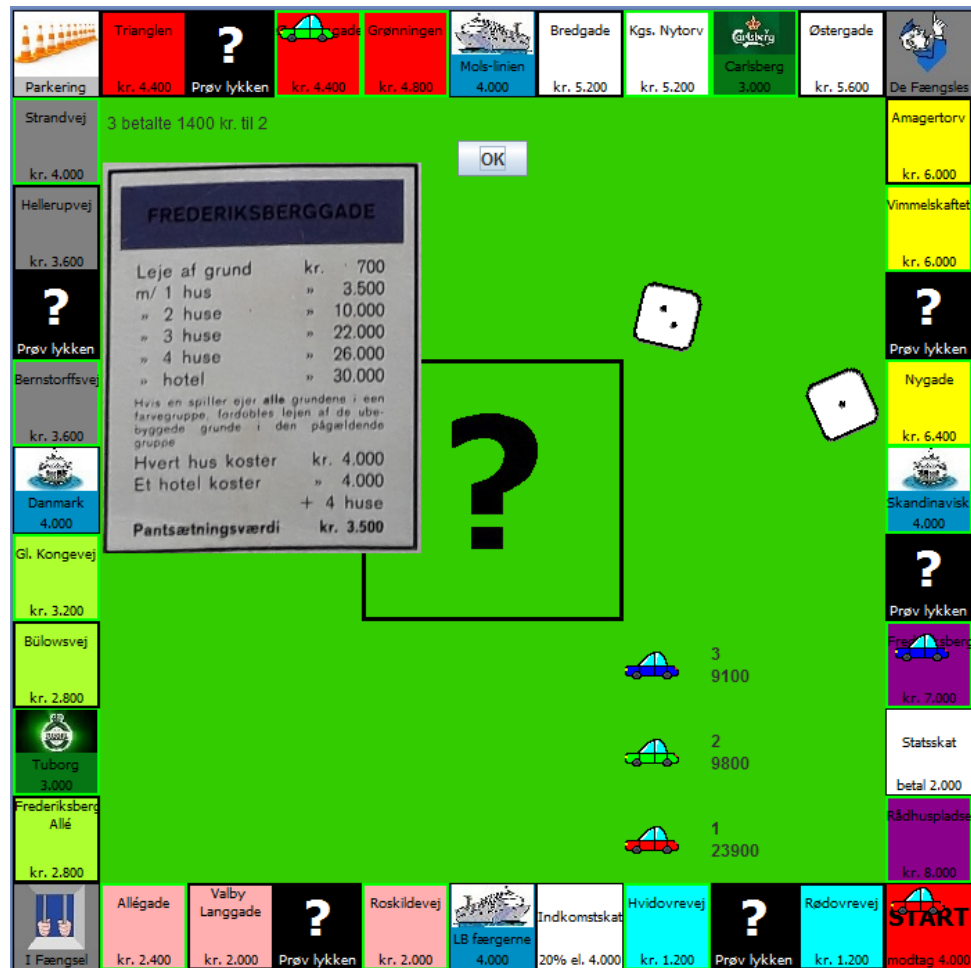 Parkering
Trianglen
kr. 4.400
?
Prøv lykken
kr. 4.400
Grønningen
kr. 4.800
Mols-linien
4.000
Bredgade
kr. 5.200
Kgs. Nytorv
kr. 5.200
Carlsberg
Carlsberg
3.000
Østergade
kr. 5.600
De Fængsles
Strandvej
kr. 4.000
Hellerupvej
kr. 3.600
?
Prøv lykken
Bernstorffsvej
kr. 3.600
Danmark
4.000
Gl. Kongevej
kr. 3.200
Bülowsvej
kr. 2.800
Tuborg
3.000
Frederiksberg
Allé
kr. 2.800
3 betalte 1400 kr. til 2
OK
FREDERIKSBERGGADE
Leje af grund kr. 700
m/ 1 hus " 3.500
" 2 huse " 10.000
" 3 huse " 22.000
" 4 huse " 26.000
" hotel " 30.000
Hvis en spiller ejer alle grundene i een
farvegruppe, fordobles lejen af de ube-
byggede grunde i den pågældende
gruppe
Hvert hus koster kr. 4.000
Et hotel koster " 4.000
+ 4 huse
Pantsætningsværdi kr. 3.500
?
3
9100
2
9800
1
23900
Amagertorv
kr. 6.000
Vimmelskaftet
kr. 6.000
?
Prøv lykken
Nygade
kr. 6.400
Skandinavisk
4.000
?
Prøv lykken
kr. 7.000
Statsskat
betal 2.000
Rådhuspladse
kr. 8.000
I Fængsel
Allégade
kr. 2.400
Valby
Langgade
kr. 2.000
?
Prøv lykken
Roskildevej
kr. 2.000
LB færgerne
4.000
Indkomstskat
20% el. 4.000
Hvidovrevej
kr. 1.200
?
Prøv lykken
Rødovrevej
kr. 1.200
START
modtag 4.000